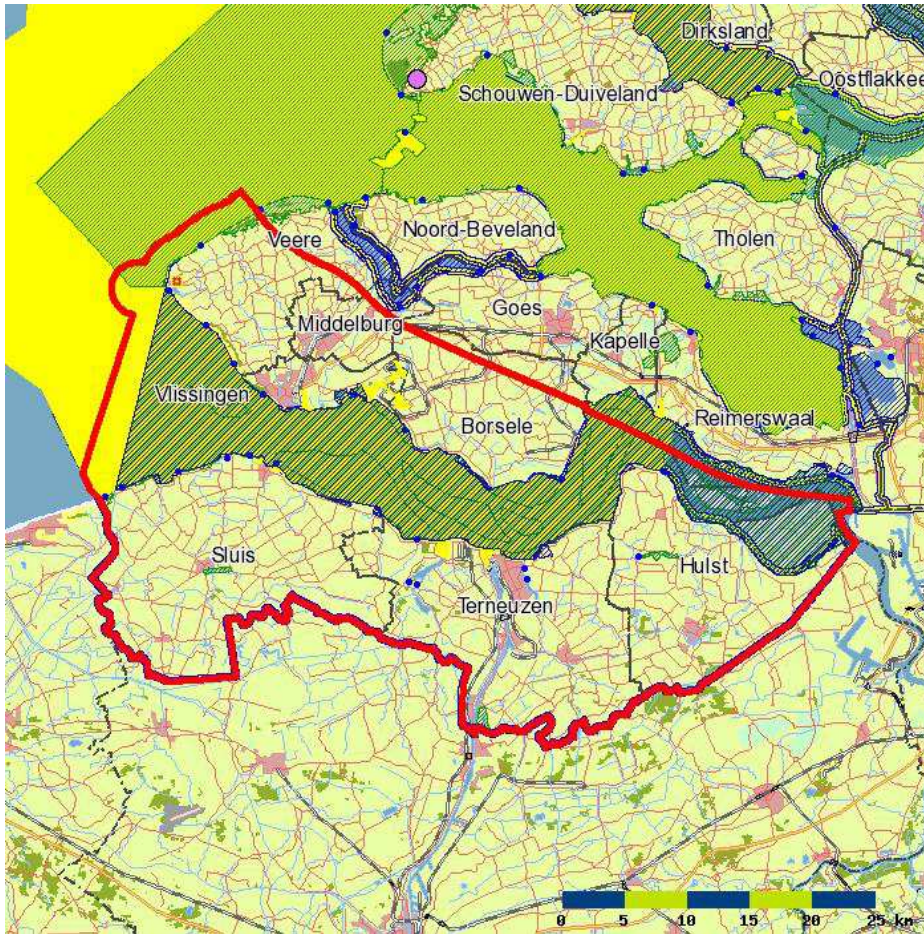 Dirksland
Oostflakkee
Schouwen-Duiveland
Tholen
Noord-Beveland
Veere
Goes
Middelburg
Kapelle
Vlissingen
Reimerswaal
Borsele
Sluis
Hulst
Terneuzen
0 5 10 15 20 25 km